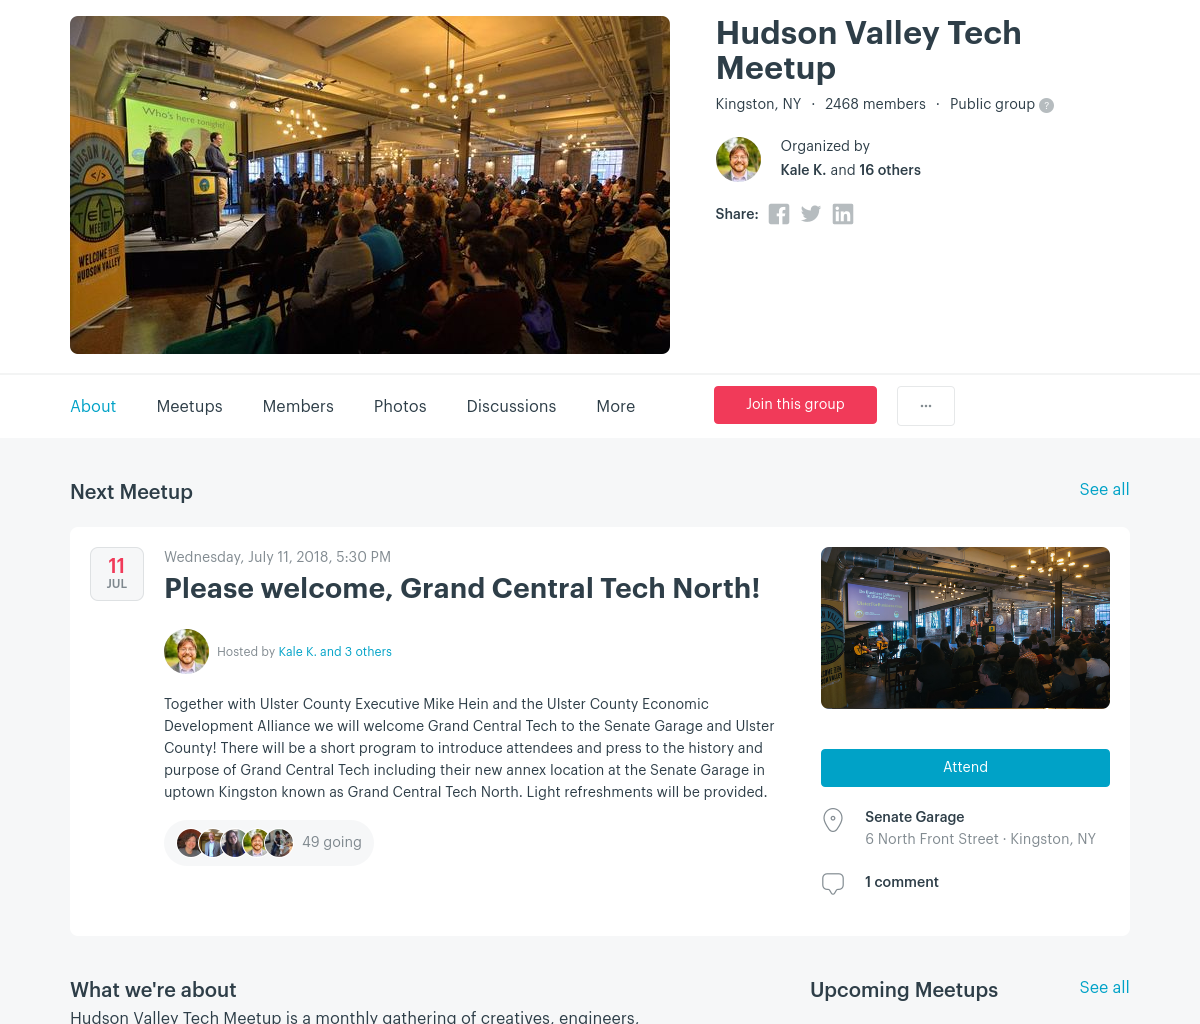 Who's here tonight?
HUDSON VALLEY
</>
TECH
MEETUP
WELCOME TO THE
HUDSON VALLEY
Hudson Valley Tech
Meetup
Kingston, NY · 2468 members · Public group ?
Organized by
Kale K. and 16 others
Share:
About Meetups Members Photos Discussions More
Join this group
...
Next Meetup
See all
11
JUL
Wednesday, July 11, 2018, 5:30 PM
Please welcome, Grand Central Tech North!
Hosted by Kale K. and 3 others
Together with Ulster County Executive Mike Hein and the Ulster County Economic
Development Alliance we will welcome Grand Central Tech to the Senate Garage and Ulster
County! There will be a short program to introduce attendees and press to the history and
purpose of Grand Central Tech including their new annex location at the Senate Garage in
uptown Kingston known as Grand Central Tech North. Light refreshments will be provided.
49 going
Attend
Senate Garage
6 North Front Street · Kingston, NY
1 comment
What we're about
Hudson Valley Tech Meetup is a monthly gathering of creatives, engineers,
Upcoming Meetups
See all